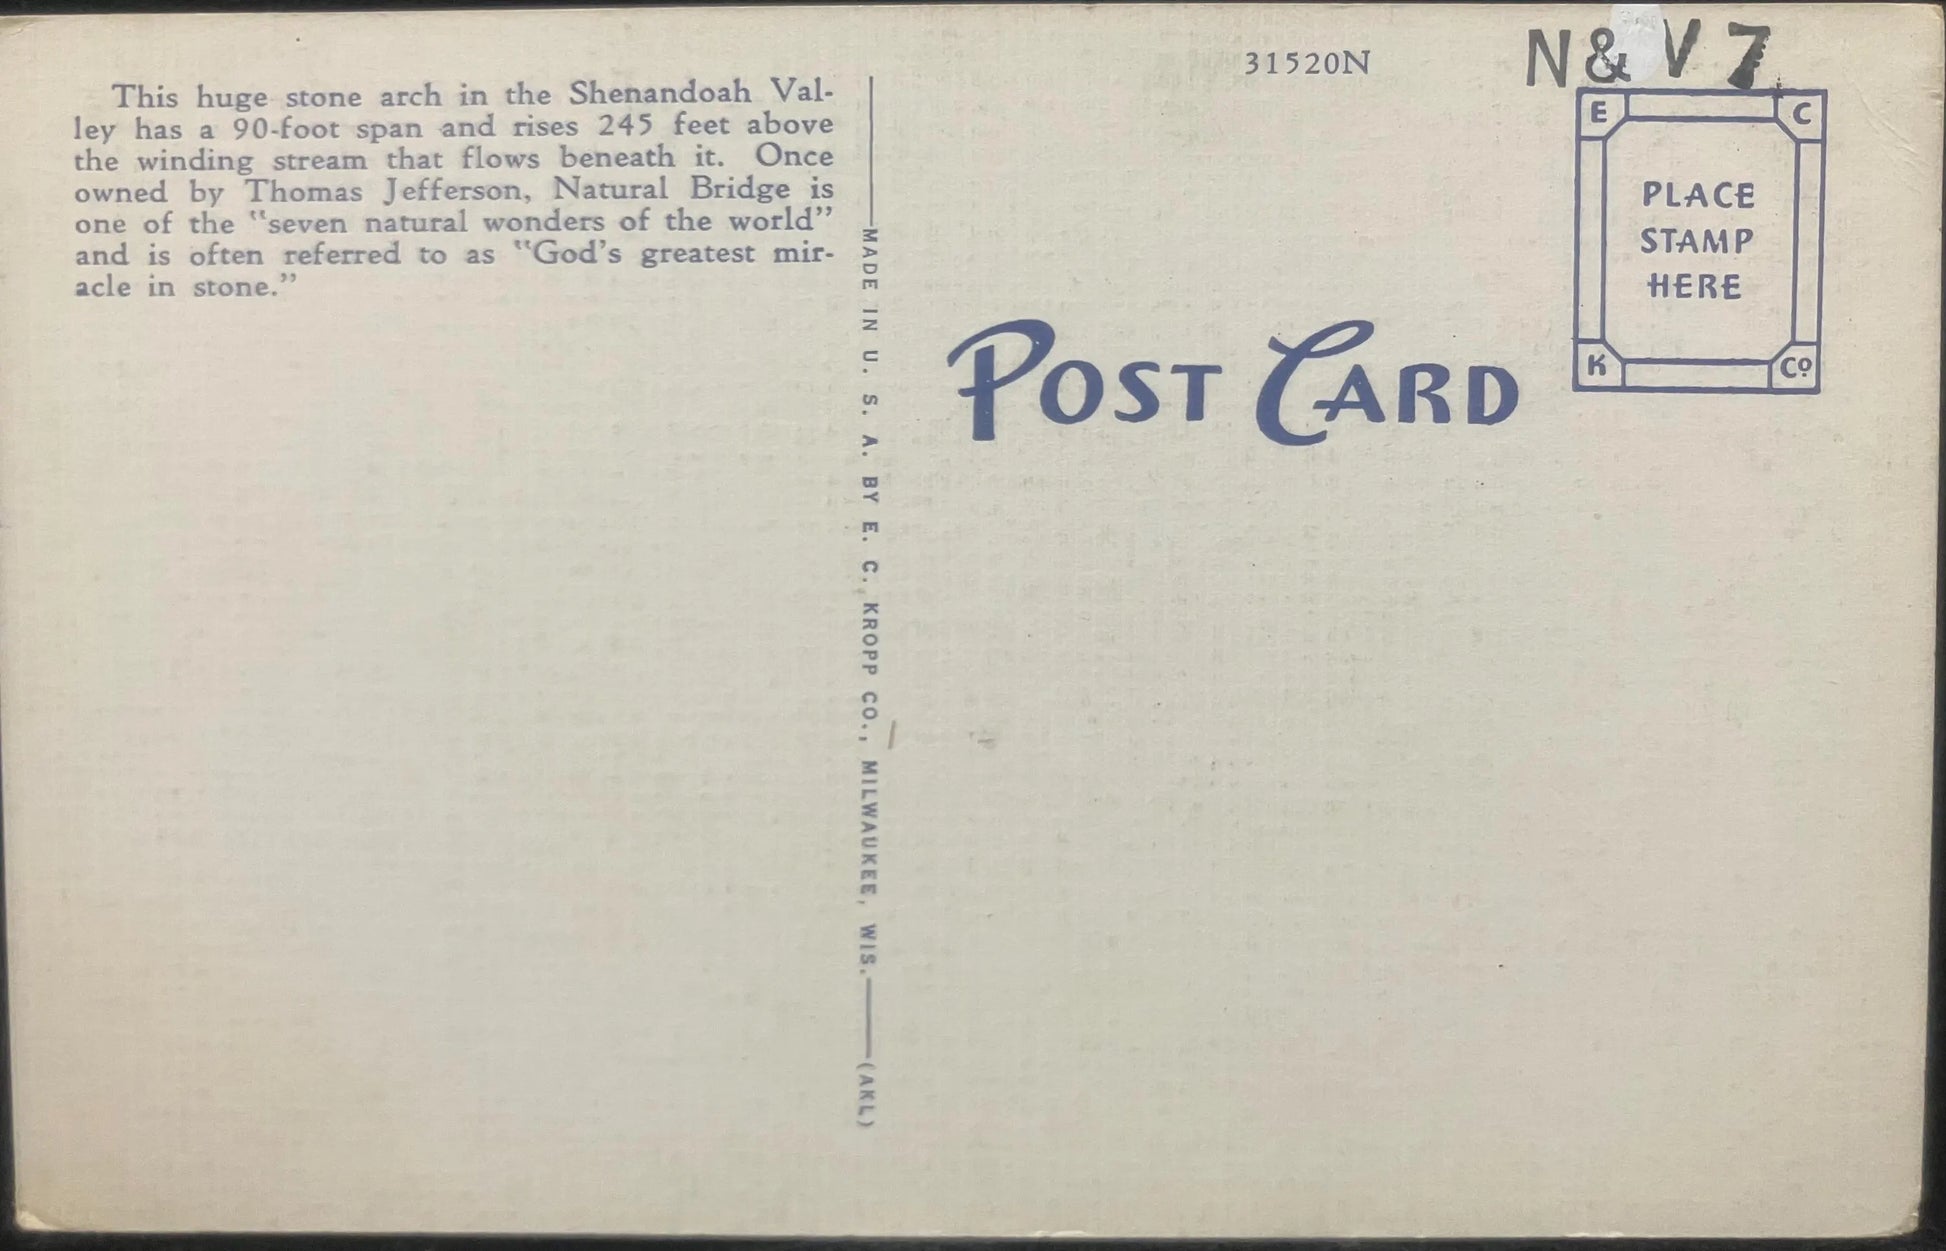 This huge stone arch in the Shenandoah Val-
ley has a 90-foot span and rises 245 feet above
the winding stream that flows beneath it. Once
owned by Thomas Jefferson, Natural Bridge is
one of the "seven natural wonders of the world"
and is often referred to as "God's greatest mir-
acle in stone."
MADE IN U. S. A. BY E. C. KROPP CO., MILWAUKEE, WIS.
(AKL)
31520N
N & V 7
POST CARD
E C
PLACE
STAMP
HERE
K Co